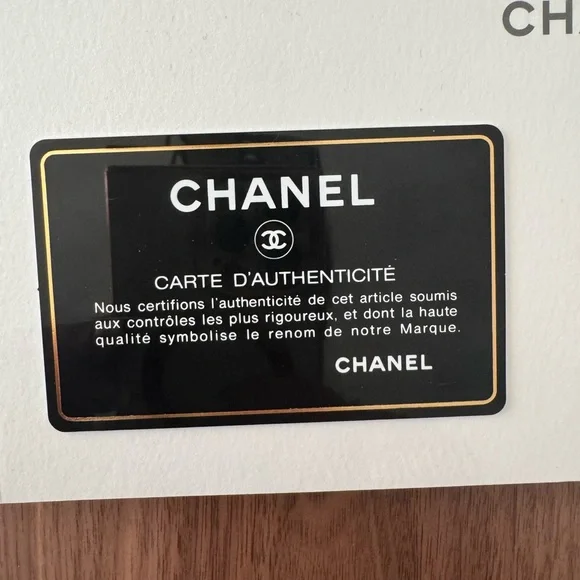 CHA
CHANEL
CARTE D'AUTHENTICITÉ
Nous certifions l'authenticité de cet article soumis
aux contrôles les plus rigoureux, et dont la haute
qualité symbolise le renom de notre Marque.
CHANEL